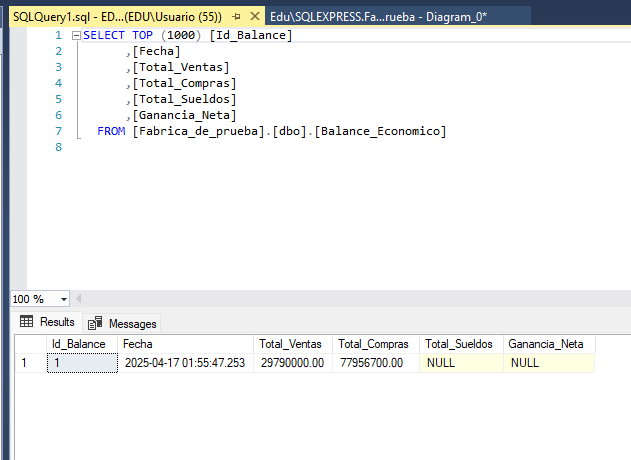 SQLQuery1.sql - ED...(EDU\Usuario (55)) Edu\SQLEXPRESS.Fa...rueba - Diagram_0*
1 SELECT TOP (1000) [Id_Balance]
2 ,[Fecha]
3 ,[Total_Ventas]
4 ,[Total_Compras]
5 ,[Total_Sueldos]
6 ,[Ganancia_Neta]
7 FROM [Fabrica_de_prueba].[dbo].[Balance_Economico]
8
100 %
Results Messages
Id_Balance Fecha Total_Ventas Total_Compras Total_Sueldos Ganancia_Neta
1 1 2025-04-17 01:55:47.253 29790000.00 77956700.00 NULL NULL